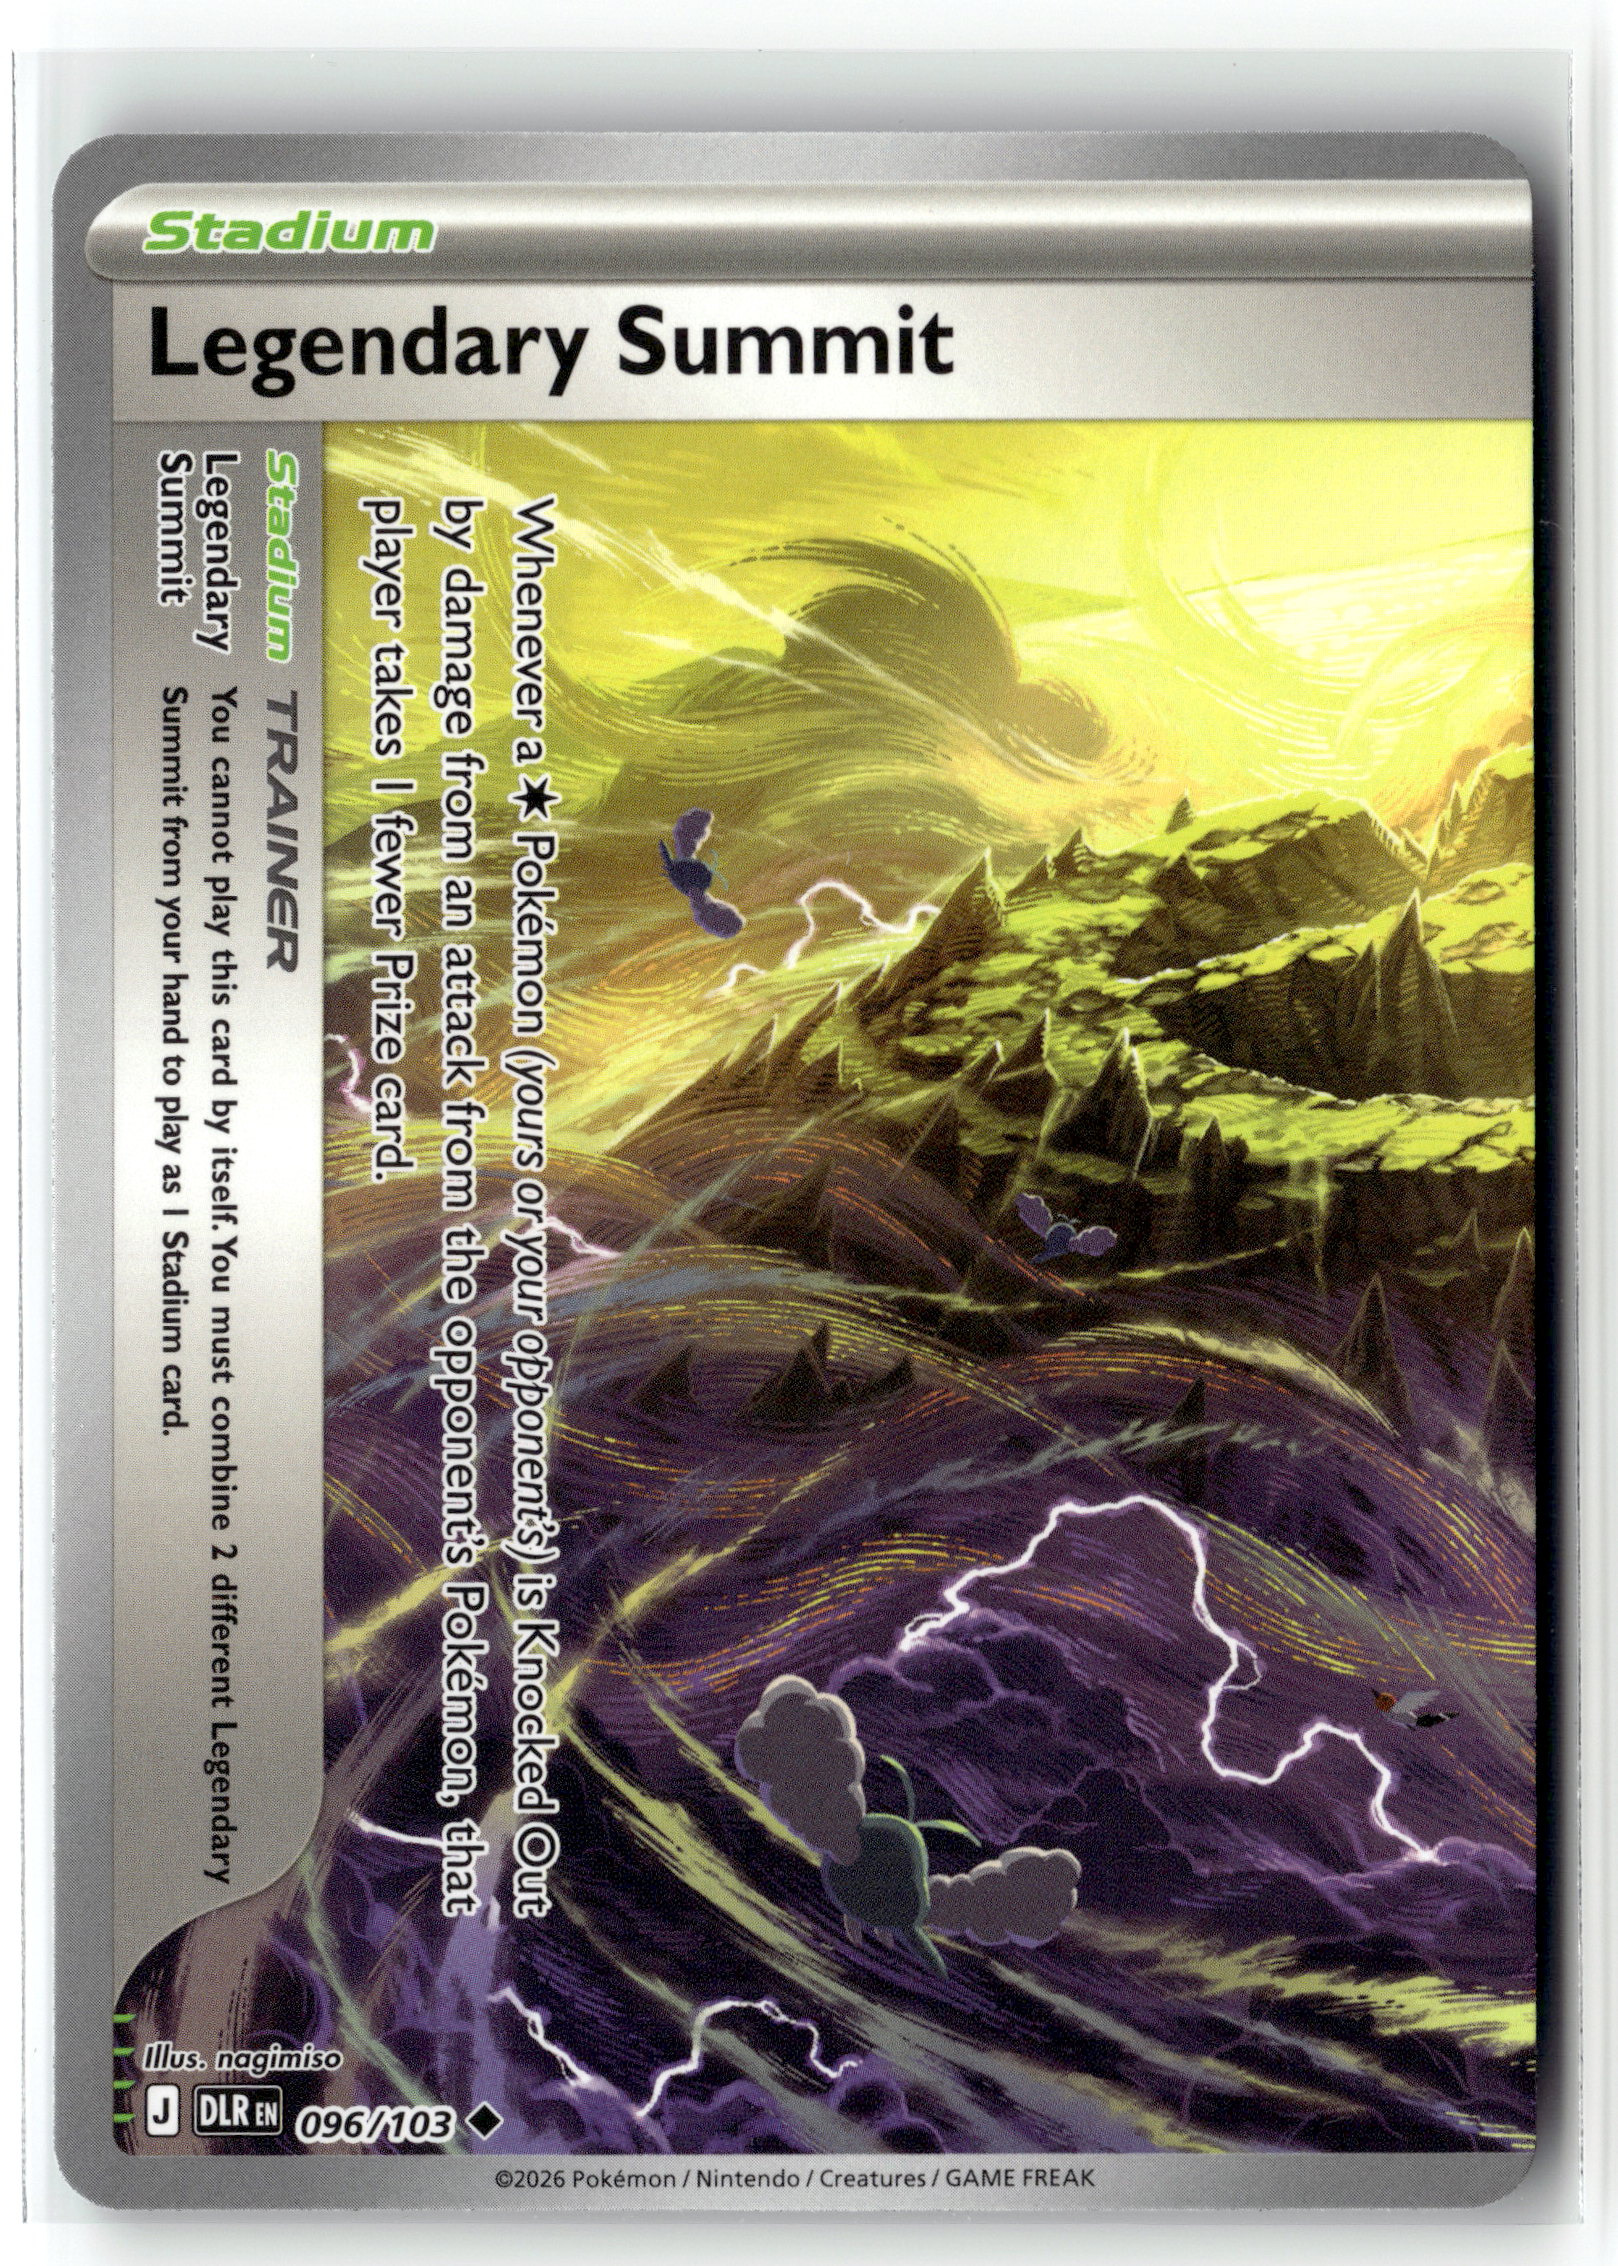 Stadium
Legendary Summit
Whenever a ✶ Pokémon (yours or your opponent's) is Knocked Out
by damage from an attack from the opponent's Pokémon, that
player takes 1 fewer Prize card.
Stadium TRAINER
Legendary
Summit
You cannot play this card by itself. You must combine 2 different Legendary
Summit from your hand to play as 1 Stadium card.
Illus. nagimiso
J DLR EN 096/103 ◆
©2026 Pokémon / Nintendo / Creatures / GAME FREAK